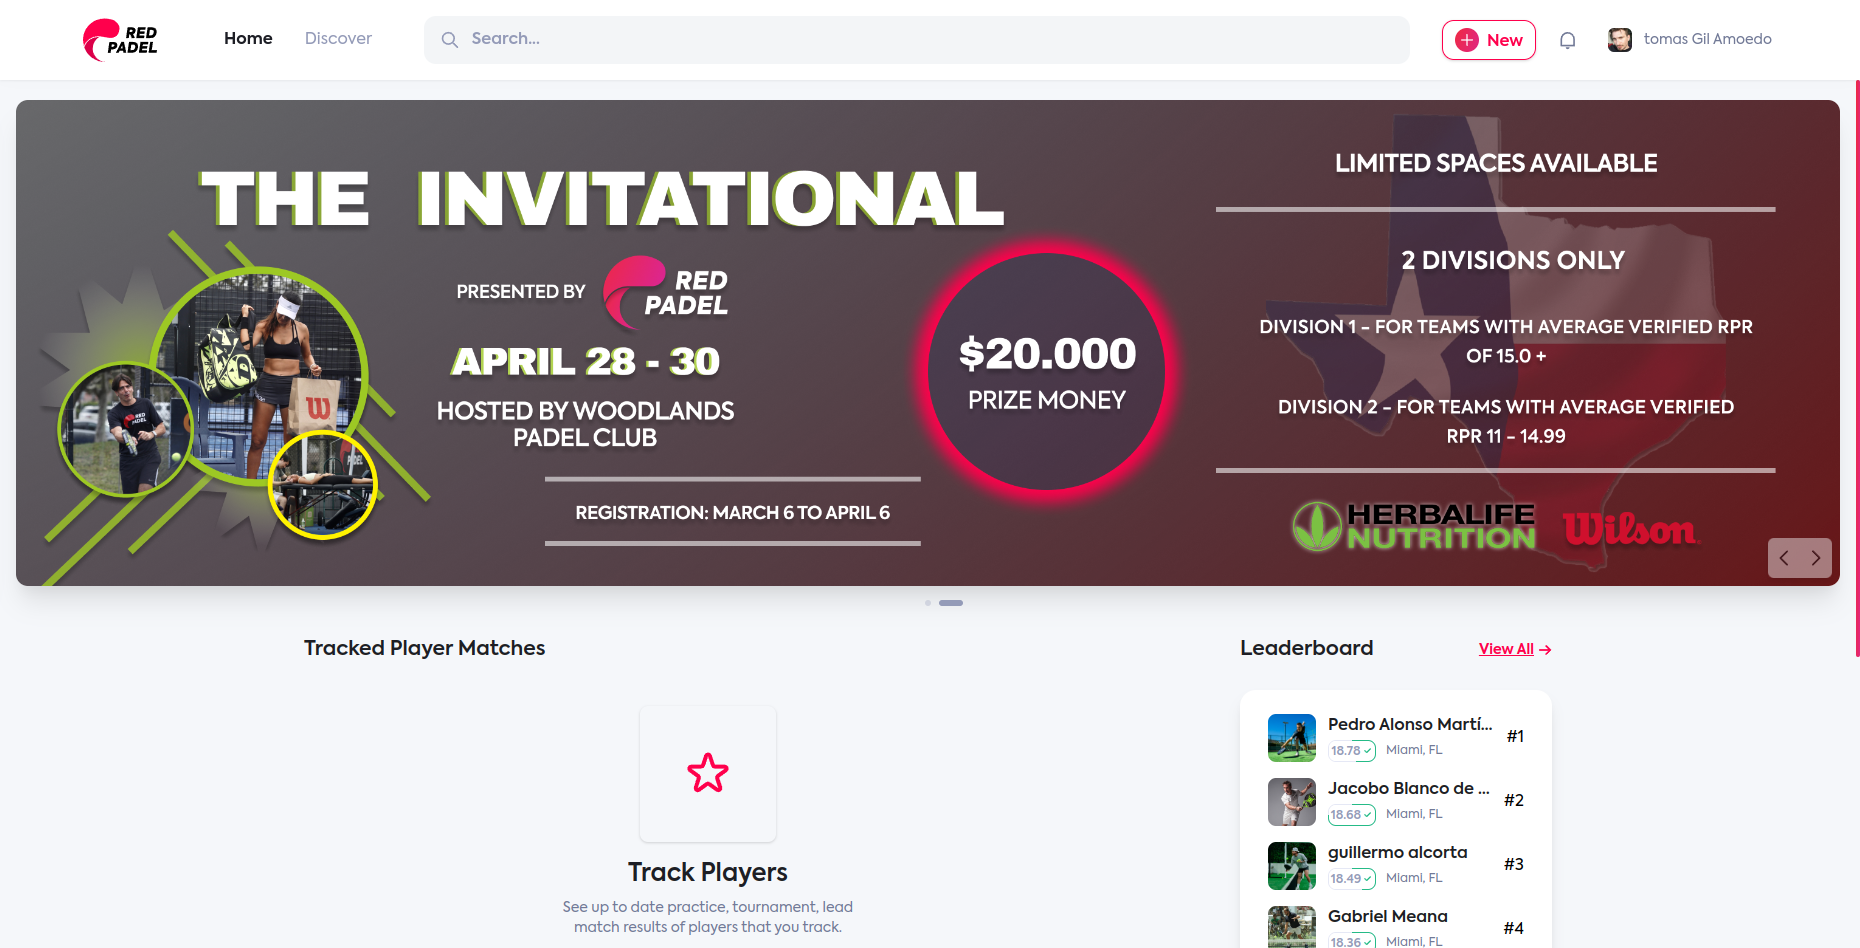 RED
PADEL
Home
Discover
Search...
New
tomas Gil Amoedo
THE INVITATIONAL
PRESENTED BY
RED
PADEL
APRIL 28 - 30
HOSTED BY WOODLANDS
PADEL CLUB
REGISTRATION: MARCH 6 TO APRIL 6
$20.000
PRIZE MONEY
LIMITED SPACES AVAILABLE
2 DIVISIONS ONLY
DIVISION 1 - FOR TEAMS WITH AVERAGE VERIFIED RPR
OF 15.0 +
DIVISION 2 - FOR TEAMS WITH AVERAGE VERIFIED
RPR 11 - 14.99
HERBALIFE
NUTRITION
Wilson
RED
PADEL
W
Tracked Player Matches
Track Players
See up to date practice, tournament, lead
match results of players that you track.
Leaderboard
View All
Pedro Alonso Martí...
18.78
Miami, FL
#1
Jacobo Blanco de ...
18.68
Miami, FL
#2
guillermo alcorta
18.49
Miami, FL
#3
Gabriel Meana
18.36
Miami, FL
#4